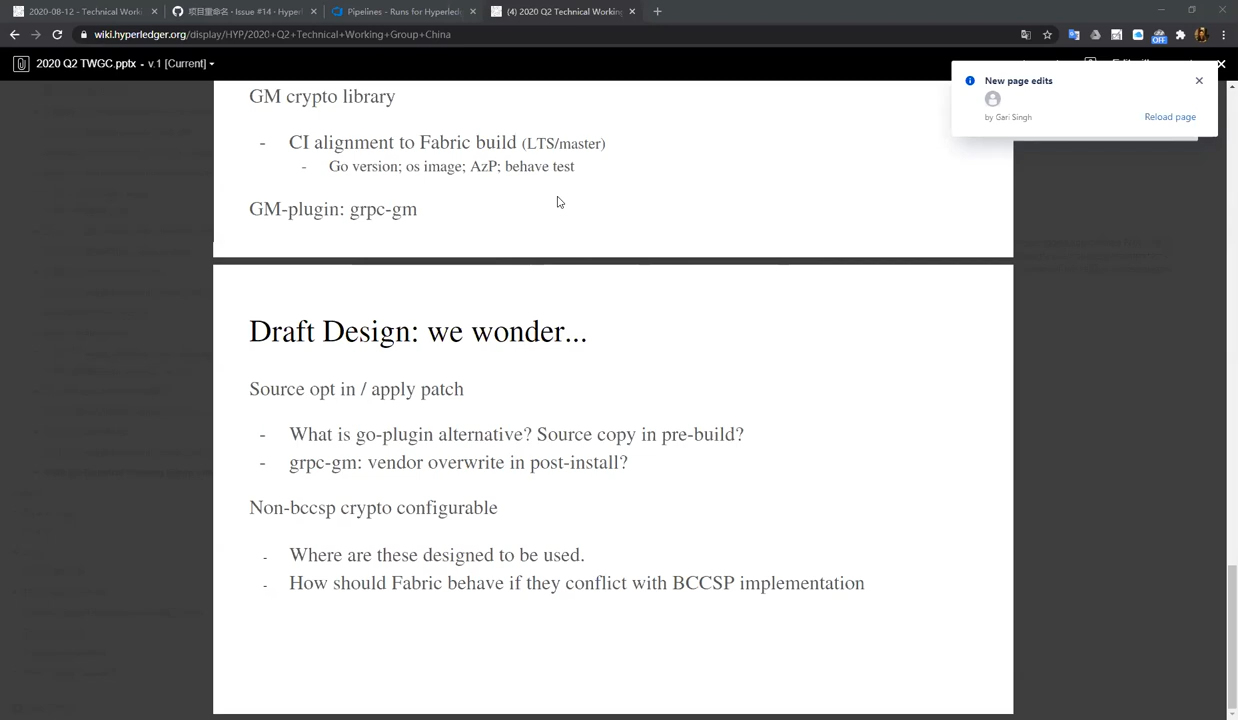 2020-08-12 - Technical Worki
项目重命名 · Issue #14 · Hyperl
Pipelines - Runs for Hyperledg
(4) 2020 Q2 Technical Working
wiki.hyperledger.org/display/HYP/2020+Q2+Technical+Working+Group+China
OFF
2020 Q2 TWGC.pptx - v.1 [Current]
New page edits
by Gari Singh
Reload page
GM crypto library
- CI alignment to Fabric build (LTS/master)
- Go version; os image; AzP; behave test
GM-plugin: grpc-gm
Draft Design: we wonder...
Source opt in / apply patch
- What is go-plugin alternative? Source copy in pre-build?
- grpc-gm: vendor overwrite in post-install?
Non-bccsp crypto configurable
- Where are these designed to be used.
- How should Fabric behave if they conflict with BCCSP implementation